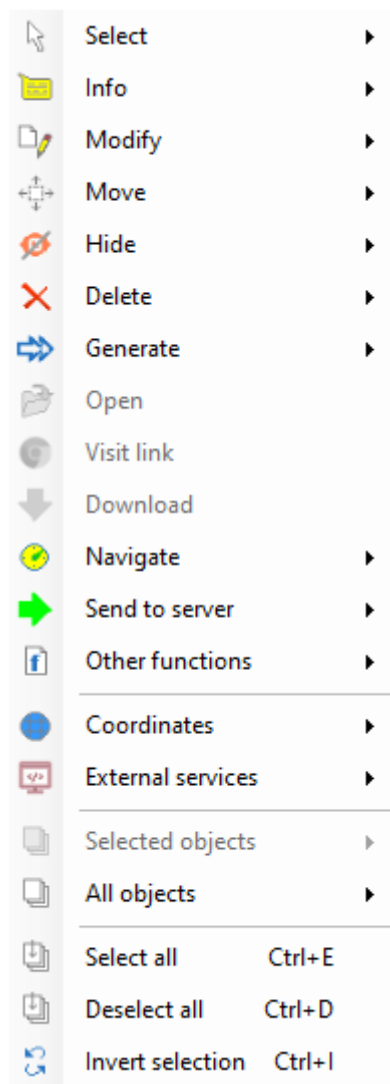 Select
Info
Modify
Move
Hide
Delete
Generate
Open
Visit link
Download
Navigate
Send to server
Other functions
Coordinates
External services
Selected objects
All objects
Select all Ctrl+E
Deselect all Ctrl+D
Invert selection Ctrl+I